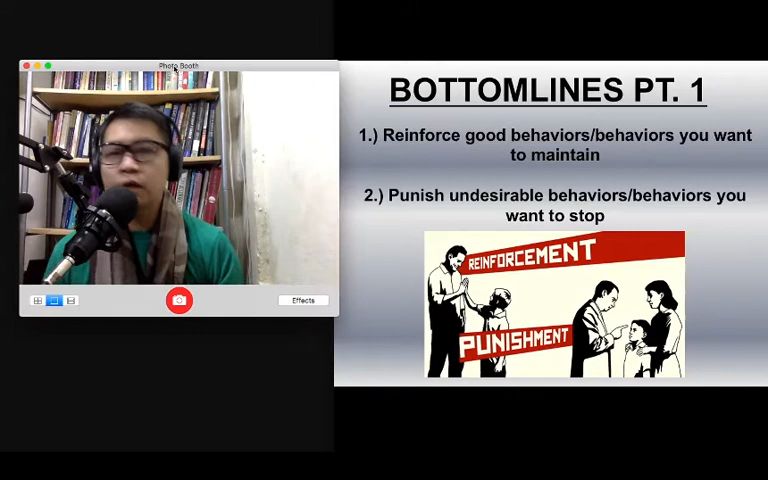 Photo Booth
Effects
BOTTOMLINES PT. 1
1.) Reinforce good behaviors/behaviors you want
to maintain
2.) Punish undesirable behaviors/behaviors you
want to stop
REINFORCEMENT
PUNISHMENT